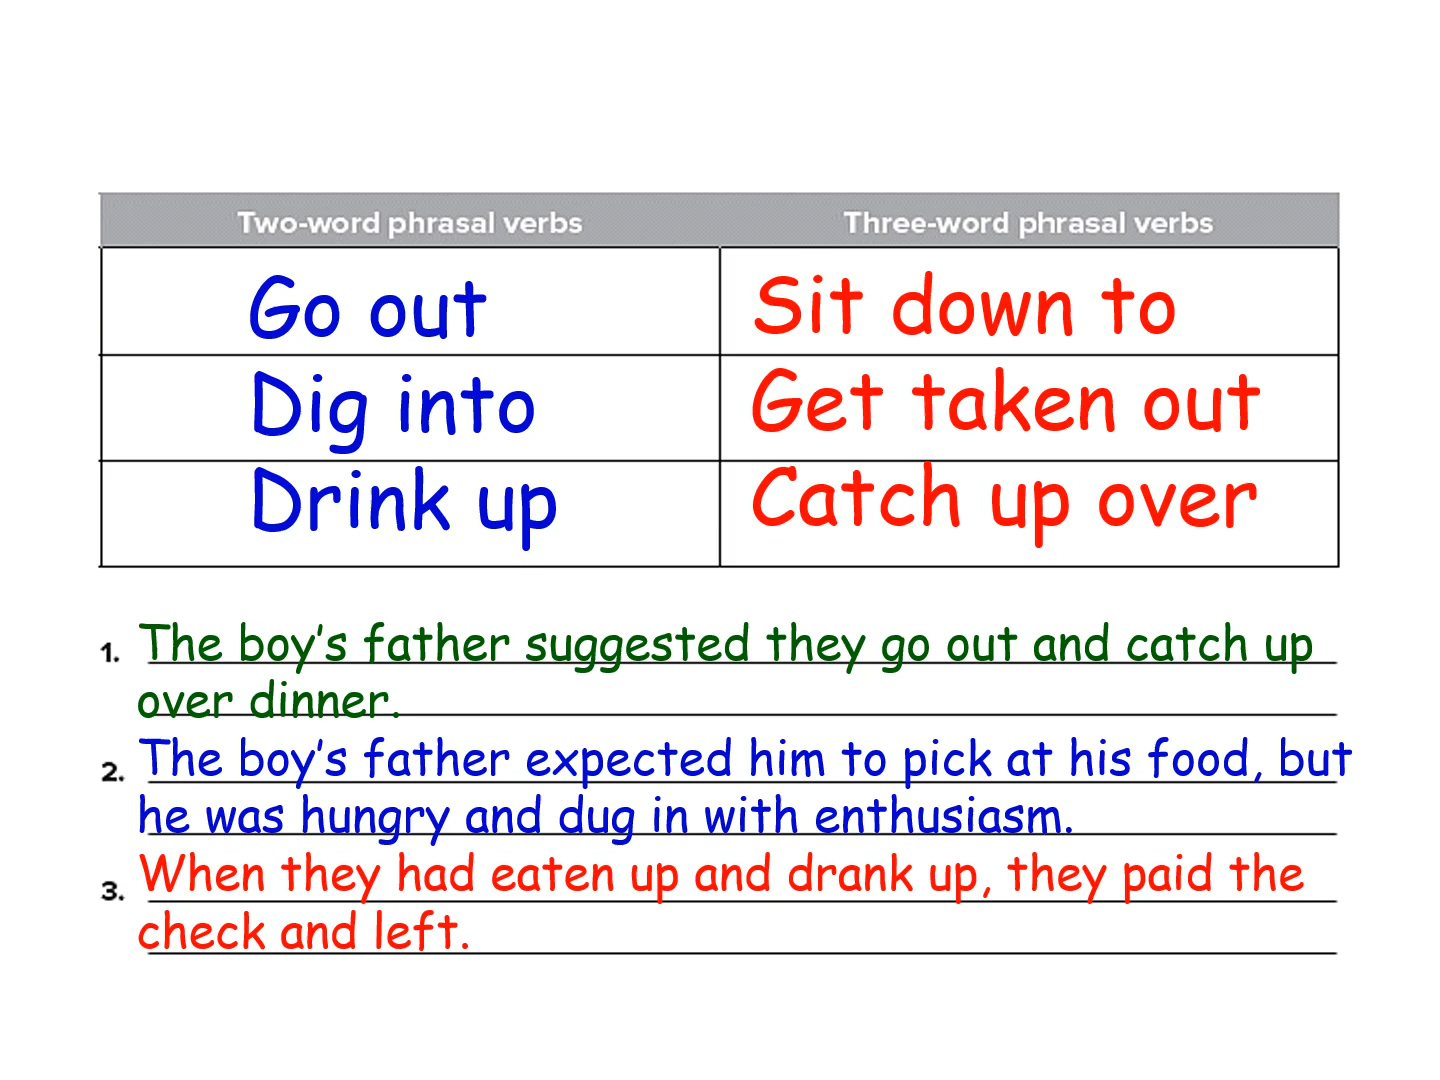 Two-word phrasal verbs
Three-word phrasal verbs
Go out
Sit down to
Dig into
Get taken out
Drink up
Catch up over
1. The boy's father suggested they go out and catch up
over dinner.
2. The boy's father expected him to pick at his food, but
he was hungry and dug in with enthusiasm.
3. When they had eaten up and drank up, they paid the
check and left.